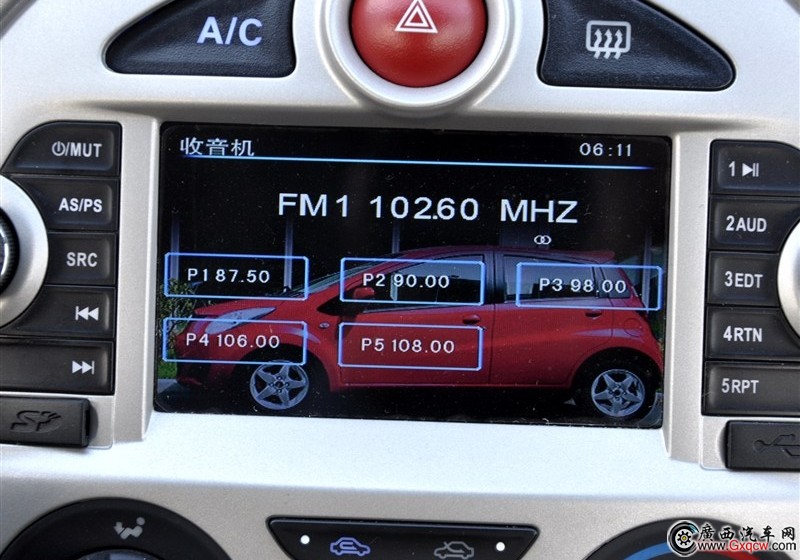 A/C
⏻/MUT
AS/PS
SRC
收音机 06:11
FM1 102.60 MHZ
P1 87.50 P2 90.00 P3 98.00
P4 106.00 P5 108.00
1
2AUD
3EDT
4RTN
5RPT
廣西汽车网
www.Gxqcw.com